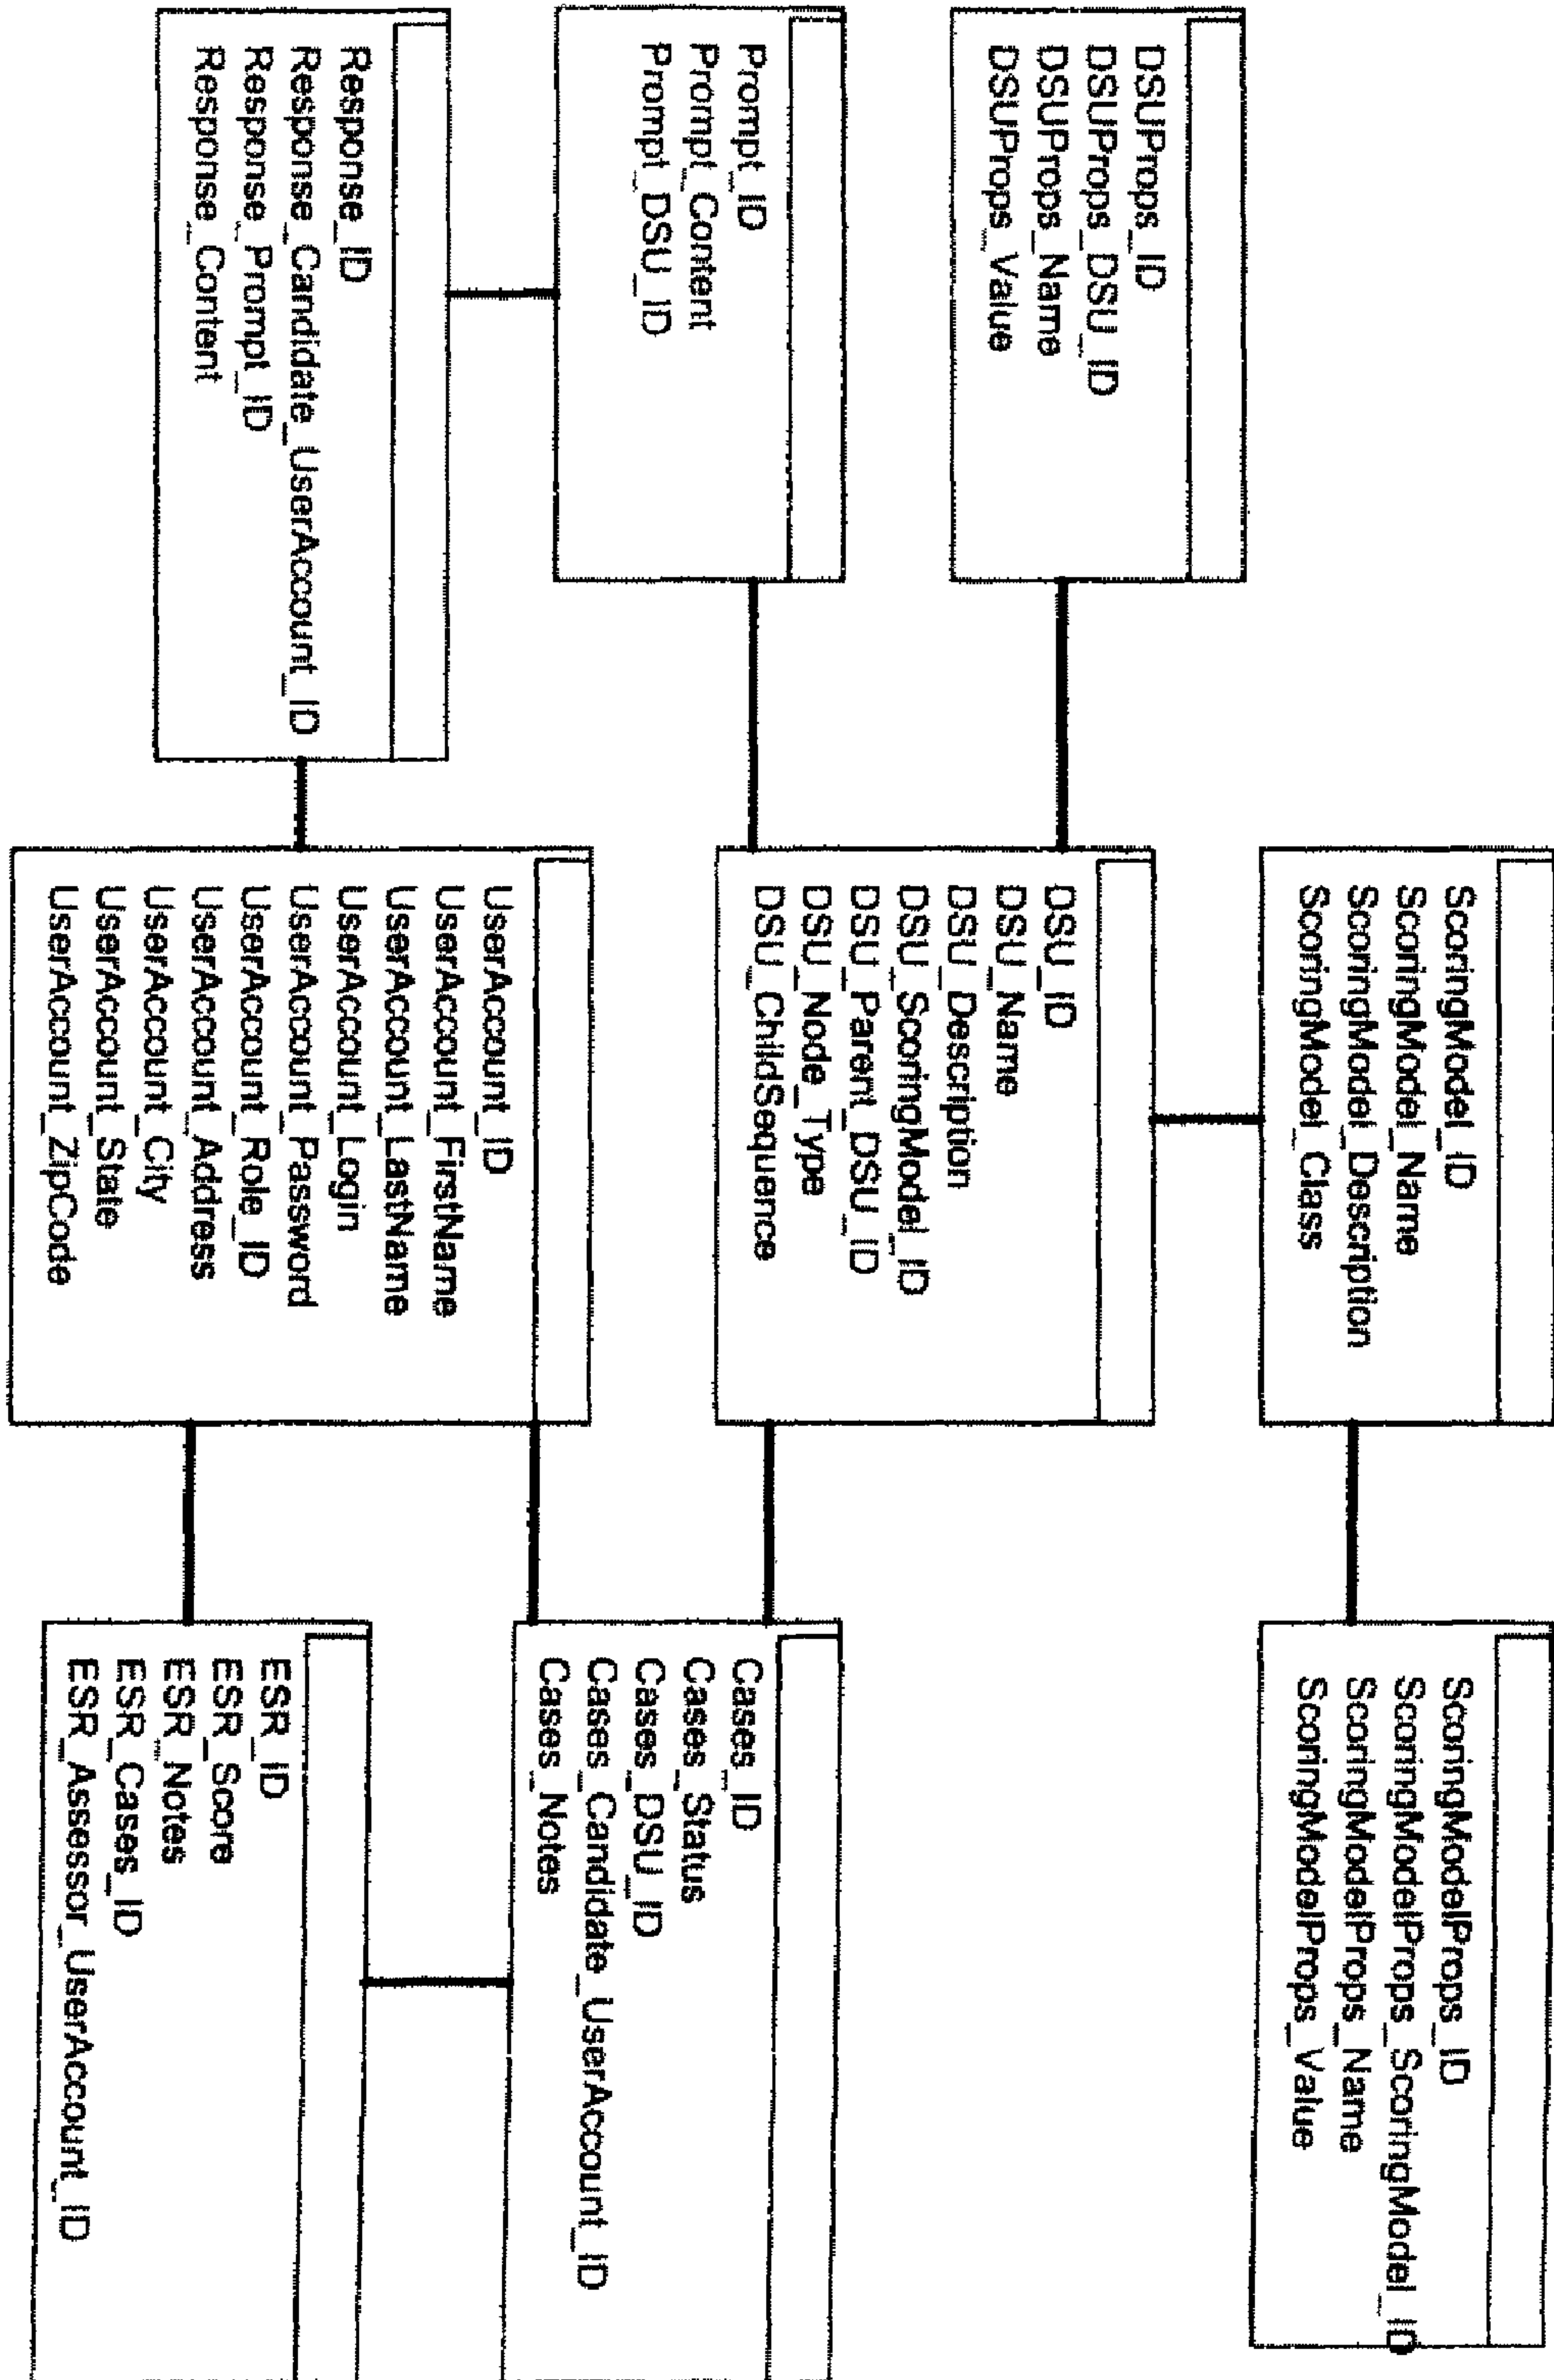 ScoringModel_ID
ScoringModel_Name
ScoringModel_Description
ScoringModel_Class
ScoringModelProps_ID
ScoringModelProps_ScoringModel_ID
ScoringModelProps_Name
ScoringModelProps_Value
DSUProps_ID
DSUProps_DSU_ID
DSUProps_Name
DSUProps_Value
DSU_ID
DSU_Name
DSU_Description
DSU_ScoringModel_ID
DSU_Parent_DSU_ID
DSU_Node_Type
DSU_ChildSequence
Prompt_ID
Prompt_Content
Prompt_DSU_ID
Cases_ID
Cases_Status
Cases_DSU_ID
Cases_Candidate_UserAccount_ID
Cases_Notes
Response_ID
Response_Candidate_UserAccount_ID
Response_Prompt_ID
Response_Content
UserAccount_ID
UserAccount_FirstName
UserAccount_LastName
UserAccount_Login
UserAccount_Password
UserAccount_Role_ID
UserAccount_Address
UserAccount_City
UserAccount_State
UserAccount_ZipCode
ESR_ID
ESR_Score
ESR_Notes
ESR_Cases_ID
ESR_Assessor_UserAccount_ID